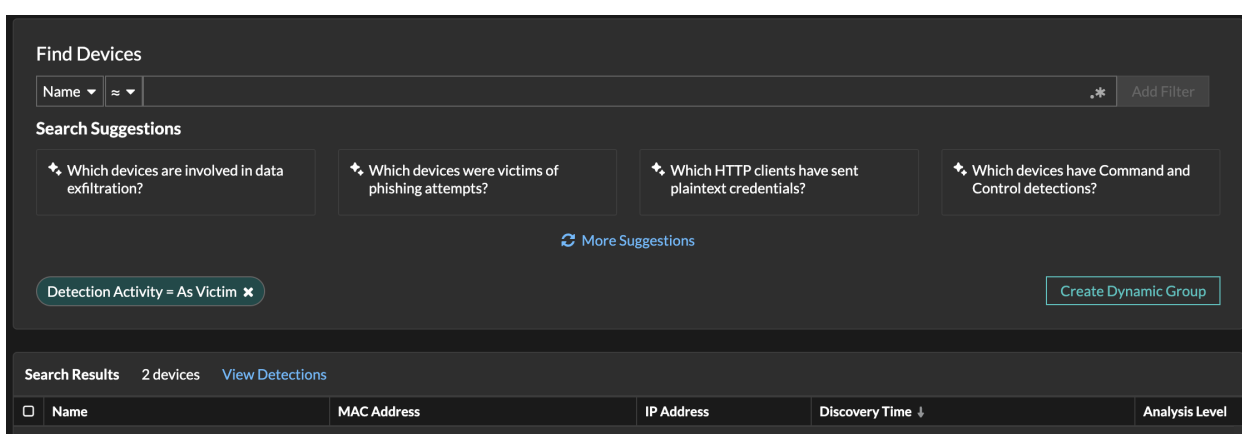 Find Devices
Name ≈ .* Add Filter
Search Suggestions
Which devices are involved in data exfiltration?
Which devices were victims of phishing attempts?
Which HTTP clients have sent plaintext credentials?
Which devices have Command and Control detections?
More Suggestions
Detection Activity = As Victim ✖ Create Dynamic Group
Search Results 2 devices View Detections
Name MAC Address IP Address Discovery Time ↓ Analysis Level